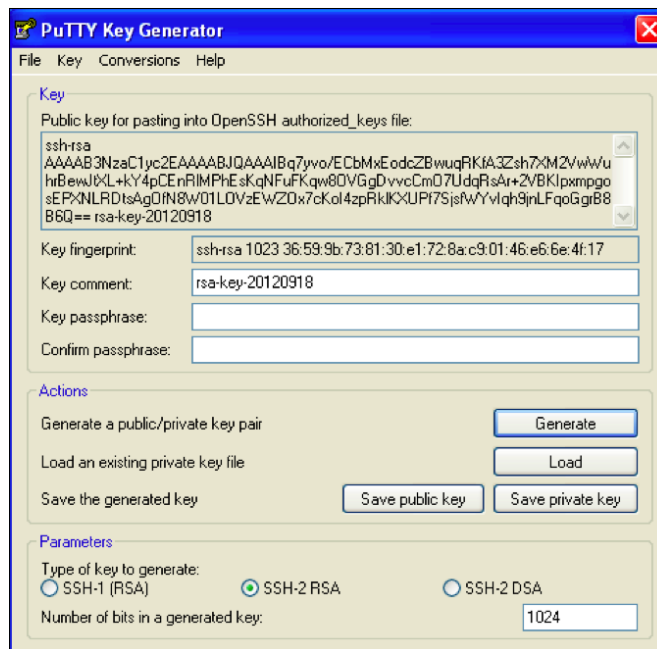 PuTTY Key Generator
File Key Conversions Help
Key
Public key for pasting into OpenSSH authorized_keys file:
ssh-rsa
AAAAB3NzaC1yc2EAAAABJQAAAIBq7yvo/ECbMxEodcZBwuqRKfA3Zsh7XM2VwWu
hrBewJtXL+kY4pCEnRlMPhEsKqNFuFKqw8OVGgDvvcCmO7UdqRsAr+2VBKlpxmpgo
sEPXNLRDtsAgOfN8W01LOVzEWZOx7cKoI4zpRklKXUPf7SjsfWYvlqh9jnLFqoGgrB8
B6Q== rsa-key-20120918
Key fingerprint: ssh-rsa 1023 36:59:9b:73:81:30:e1:72:8a:c9:01:46:e6:6e:4f:17
Key comment: rsa-key-20120918
Key passphrase:
Confirm passphrase:
Actions
Generate a public/private key pair Generate
Load an existing private key file Load
Save the generated key Save public key Save private key
Parameters
Type of key to generate:
SSH-1 (RSA) SSH-2 RSA SSH-2 DSA
Number of bits in a generated key: 1024